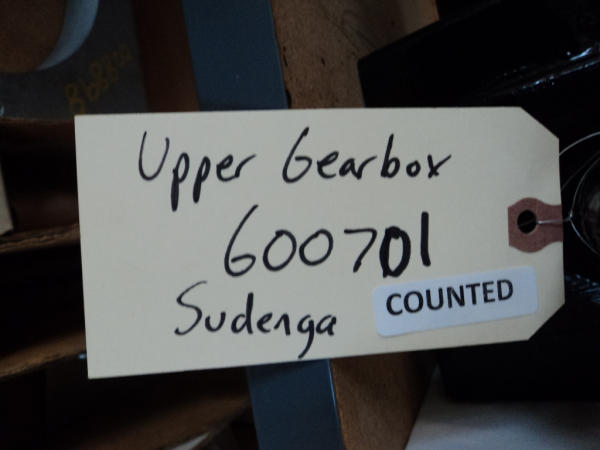 Upper Gearbox
600701
Sudenga
COUNTED